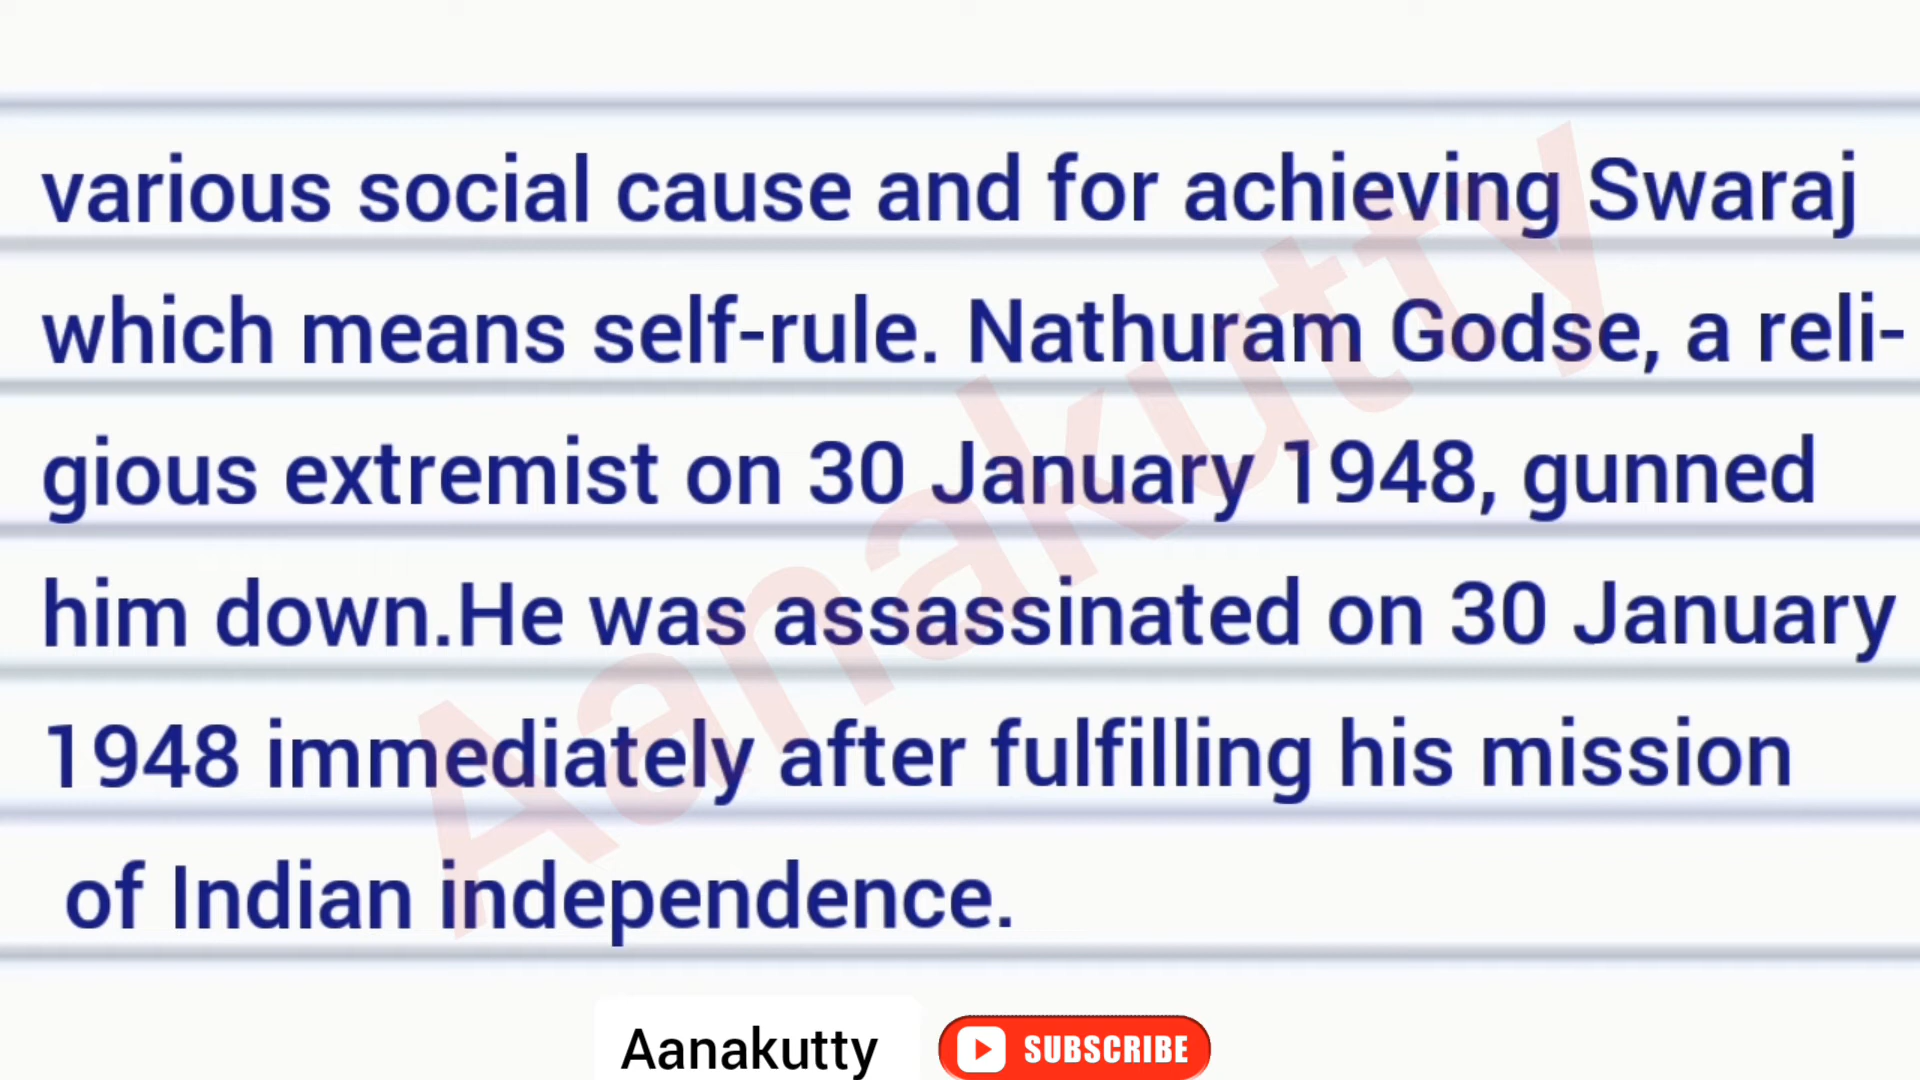 various social cause and for achieving Swaraj
which means self-rule. Nathuram Godse, a reli-
gious extremist on 30 January 1948, gunned
him down.He was assassinated on 30 January
1948 immediately after fulfilling his mission
of Indian independence.
Aanakutty
Aanakutty SUBSCRIBE